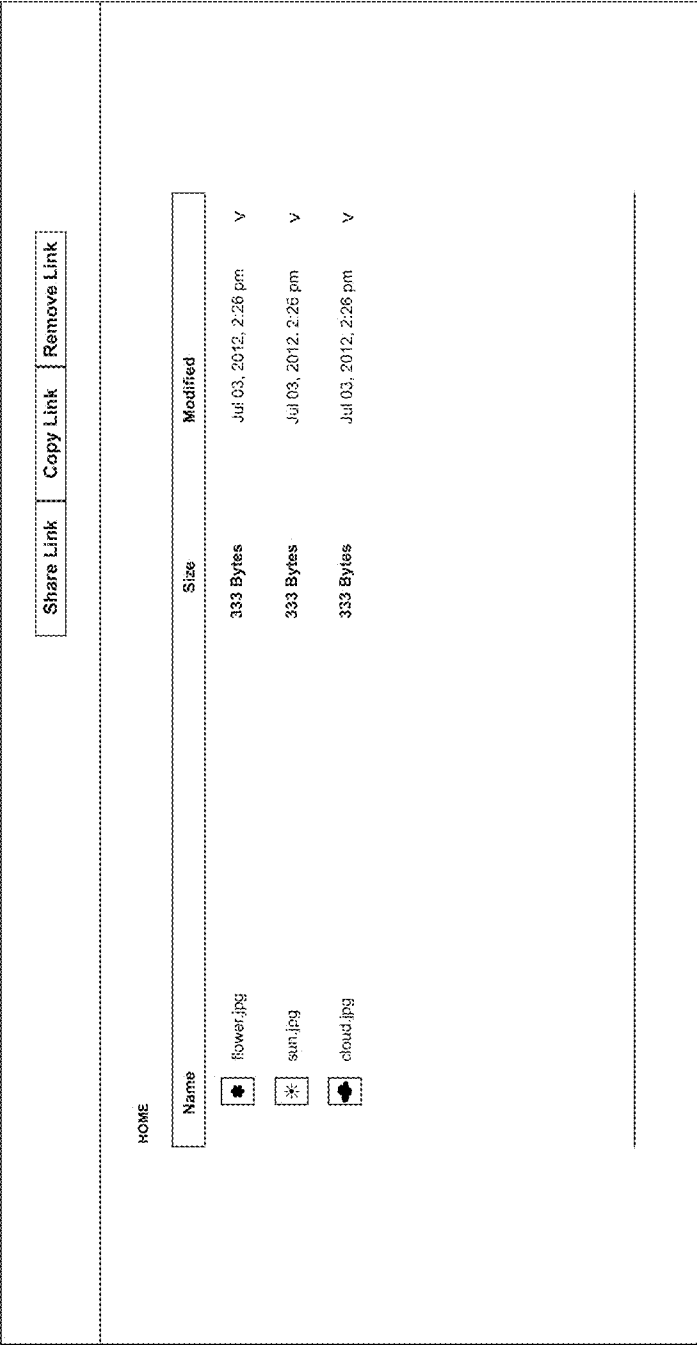 Share Link Copy Link Remove Link
HOME
Name Size Modified
flower.jpg 333 Bytes Jul 03, 2012, 2:26 pm V
sun.jpg 333 Bytes Jul 03, 2012, 2:26 pm V
cloud.jpg 333 Bytes Jul 03, 2012, 2:26 pm V